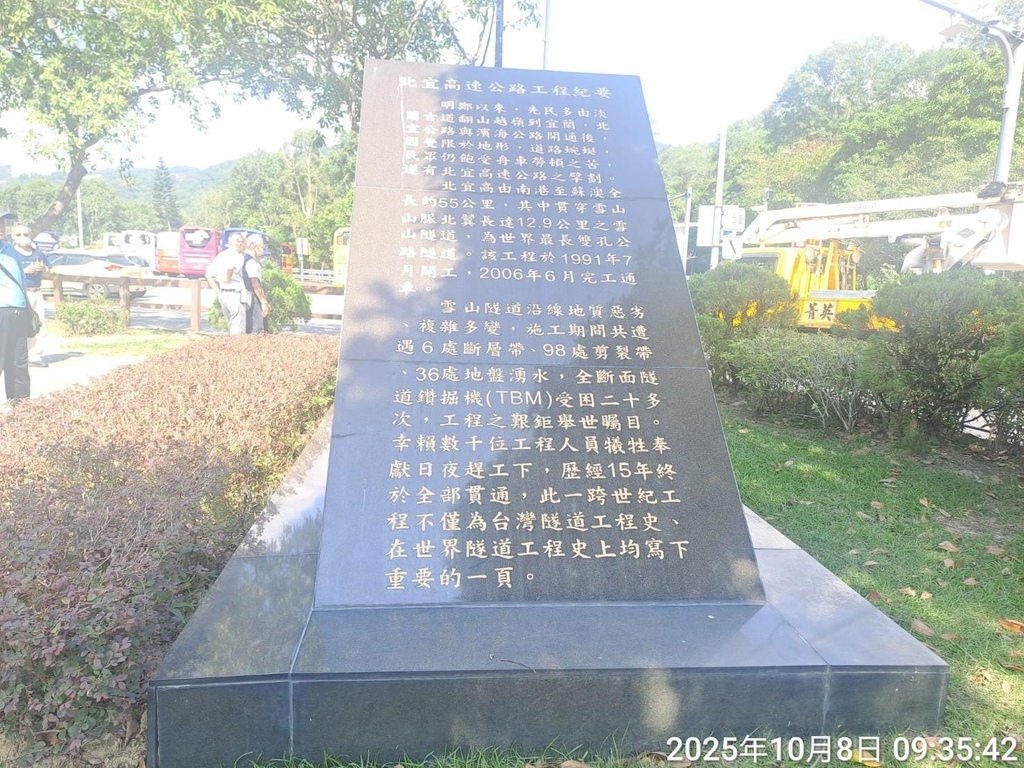 北宜高速公路工程紀要
明鄭以來，先民多由淡
蘭古道翻山越嶺到宜蘭，北
宜公路與濱海公路開通後，
因受限於地形，道路蜿蜒，
民眾仍飽受舟車勞頓之苦，
遂有北宜高速公路之擘劃。
北宜高由南港至蘇澳全
長約55公里，其中貫穿雪山
山脈北翼長達12.9公里之雪
山隧道，為世界最長雙孔公
路隧道。該工程於1991年7
月開工，2006年6月完工通
車。
雪山隧道沿線地質惡劣
、複雜多變，施工期間共遭
遇6處斷層帶、98處剪裂帶
、36處地盤湧水，全斷面隧
道鑽掘機(TBM)受困二十多
次，工程之艱鉅舉世矚目。
幸賴數千位工程人員犧牲奉
獻日夜趕工下，歷經15年終
於全部貫通，此一跨世紀工
程不僅為台灣隧道工程史、
在世界隧道工程史上均寫下
重要的一頁。
菁英
2025年10月8日 09:35:42